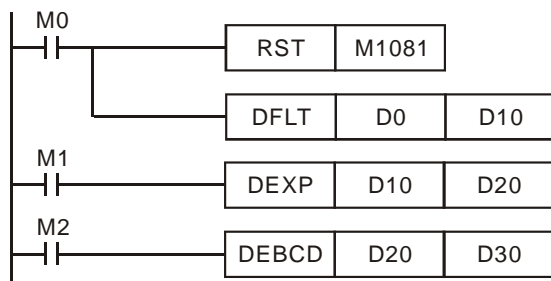 M0
RST M1081
DFLT D0 D10
M1
DEXP D10 D20
M2
DEBCD D20 D30